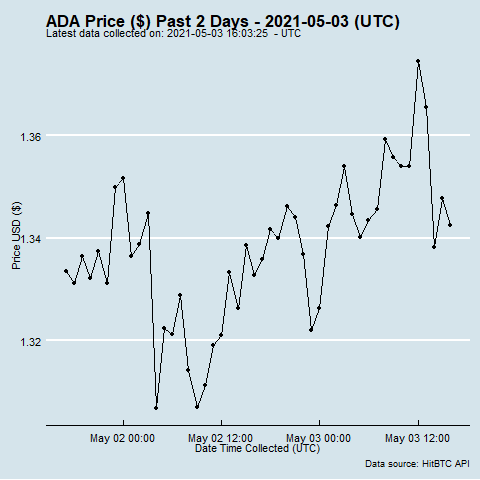 ADA Price ($) Past 2 Days - 2021-05-03 (UTC)
Latest data collected on: 2021-05-03 16:03:25 - UTC
1.36
1.34
1.32
Price USD ($)
May 02 00:00 May 02 12:00 May 03 00:00 May 03 12:00
Date Time Collected (UTC)
Data source: HitBTC API